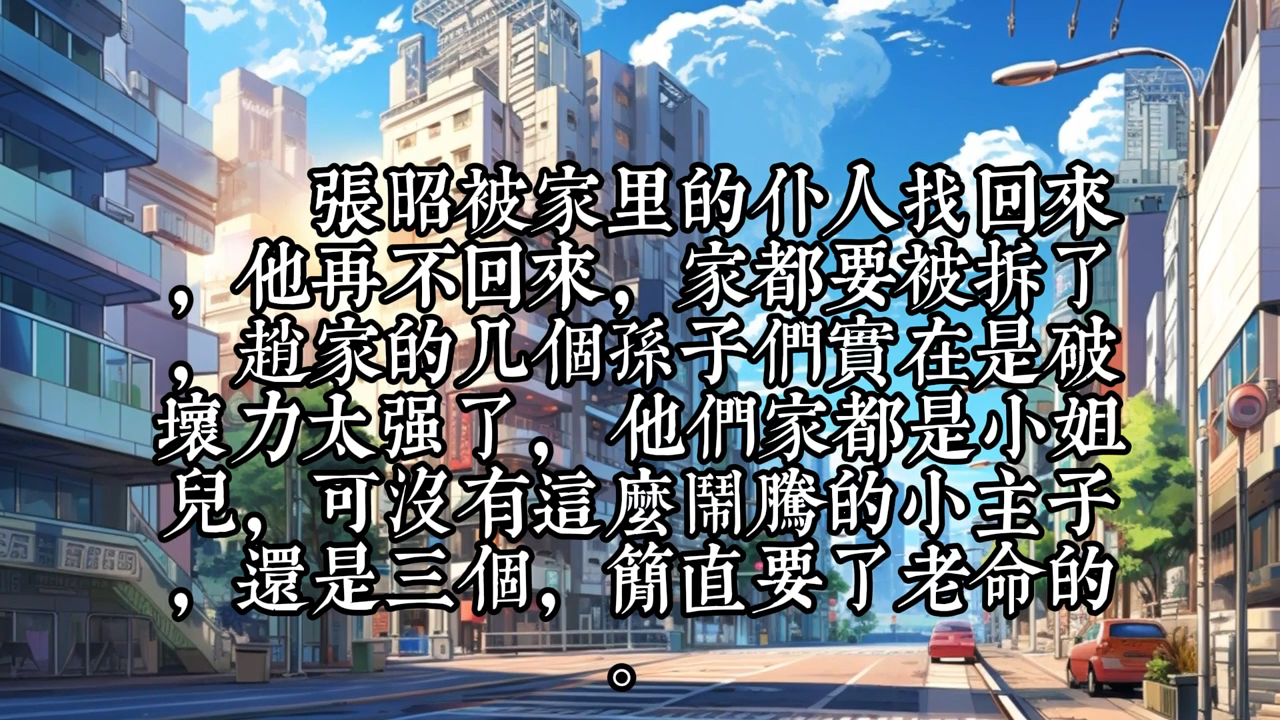 張昭被家里的仆人找回來
，他再不回來，家都要被拆了
，趙家的几個孫子們實在是破
壞力太强了，他們家都是小姐
兒，可沒有這麼鬧騰的小主子
，還是三個，簡直要了老命的
。